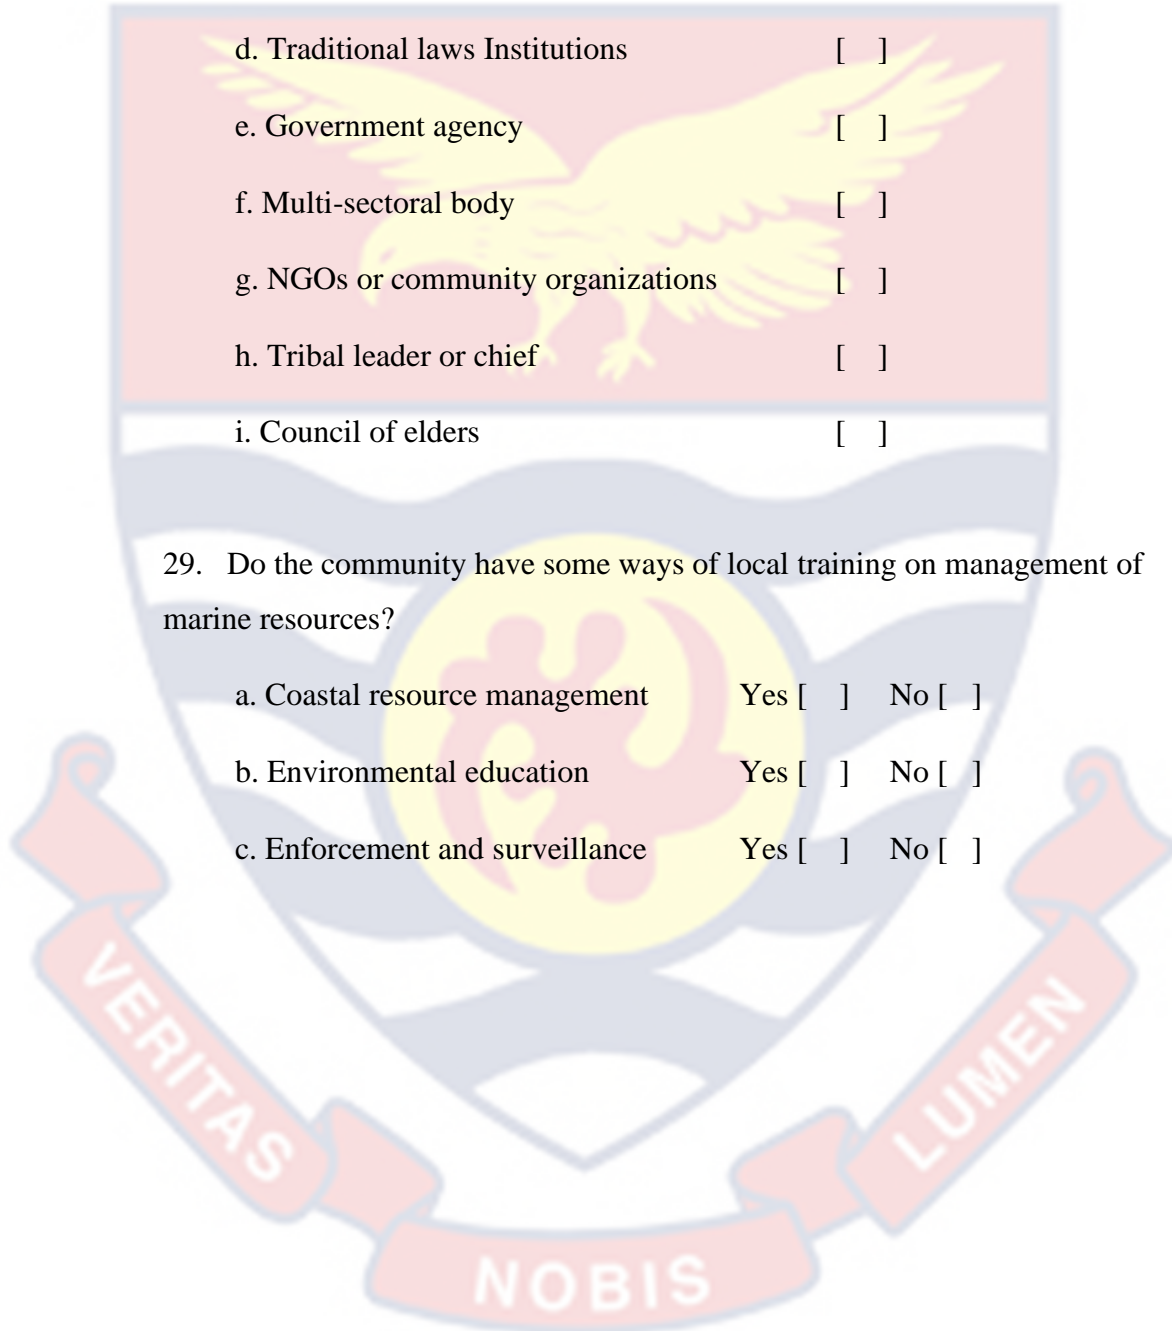 d. Traditional laws Institutions [ ]
e. Government agency [ ]
f. Multi-sectoral body [ ]
g. NGOs or community organizations [ ]
h. Tribal leader or chief [ ]
i. Council of elders [ ]
29. Do the community have some ways of local training on management of
marine resources?
a. Coastal resource management Yes [ ] No [ ]
b. Environmental education Yes [ ] No [ ]
c. Enforcement and surveillance Yes [ ] No [ ]
VERITAS
NOBIS
LUMEN